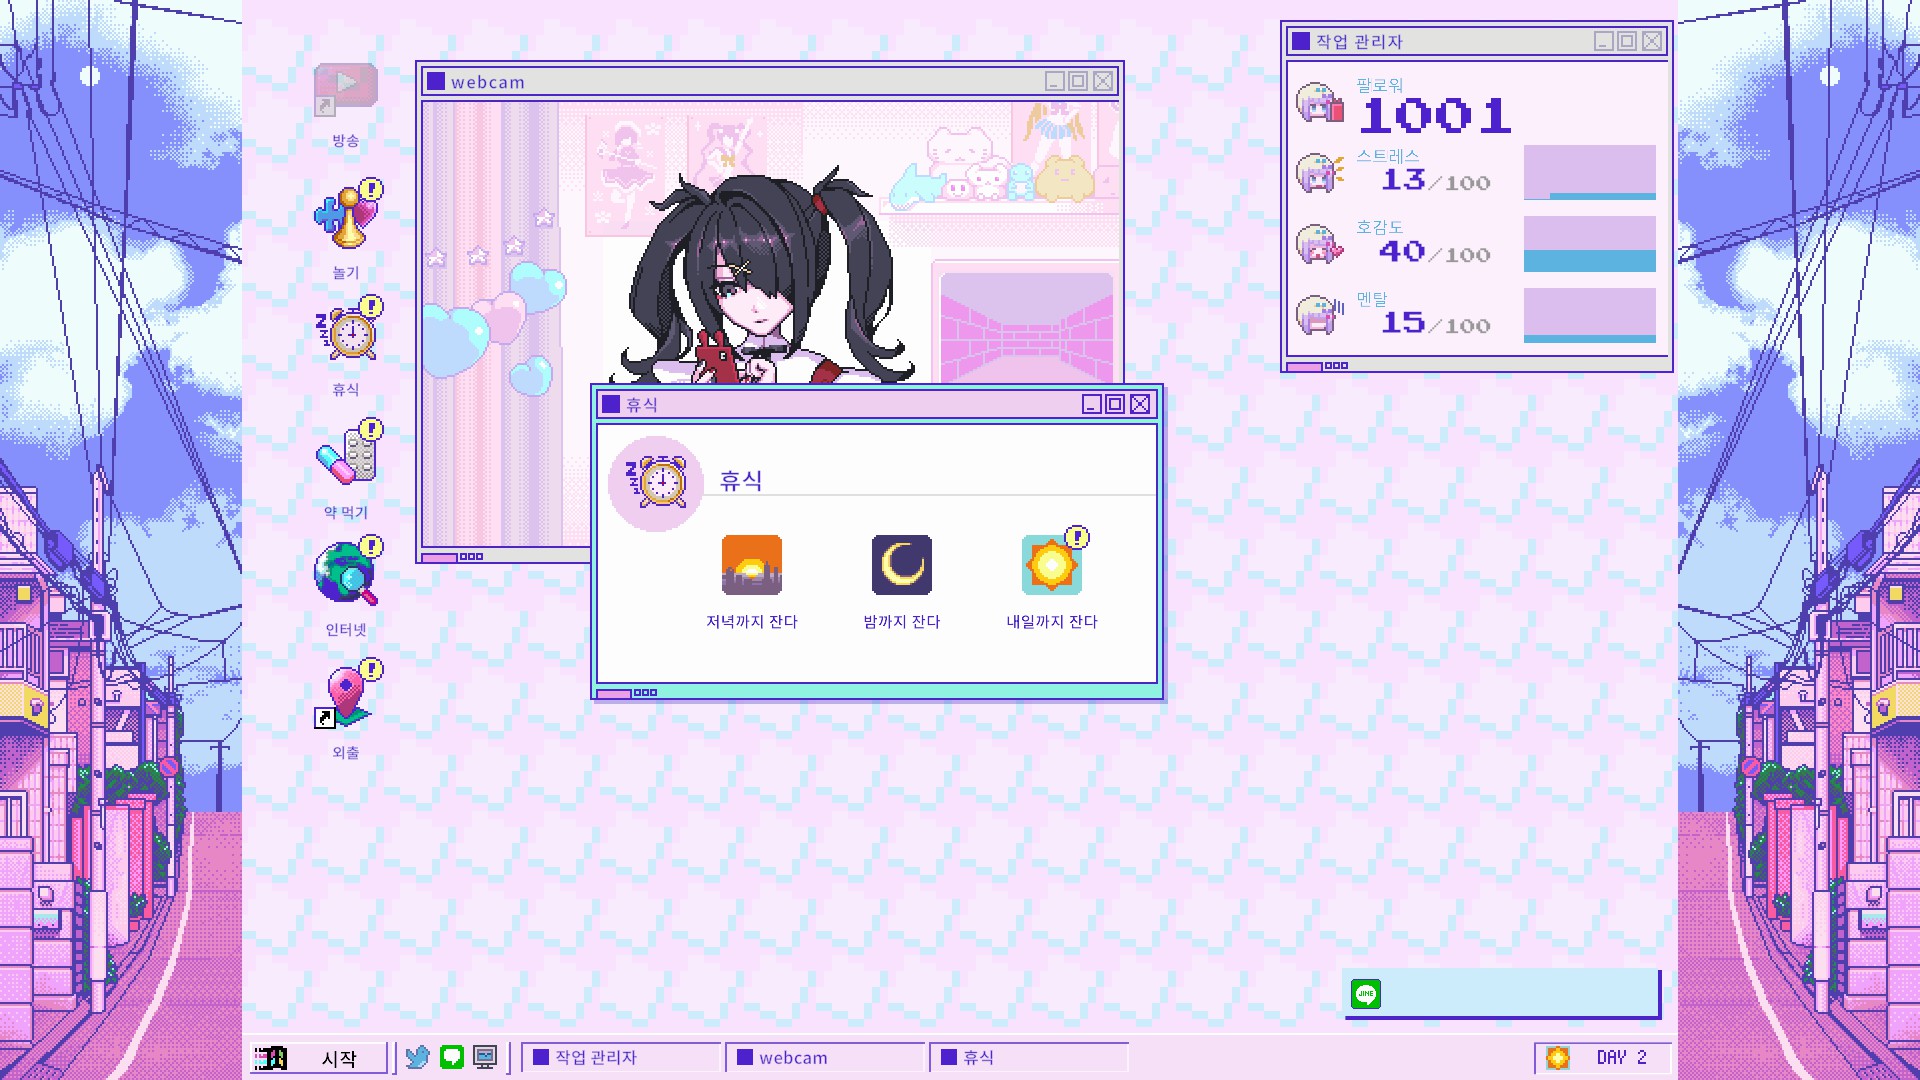 방송
놀기
휴식
약 먹기
인터넷
외출
webcam
작업 관리자
팔로워
1001
스트레스
13/100
호감도
40/100
멘탈
15/100
휴식
휴식
저녁까지 잔다
밤까지 잔다
내일까지 잔다
JINE
시작
작업 관리자
webcam
휴식
DAY 2